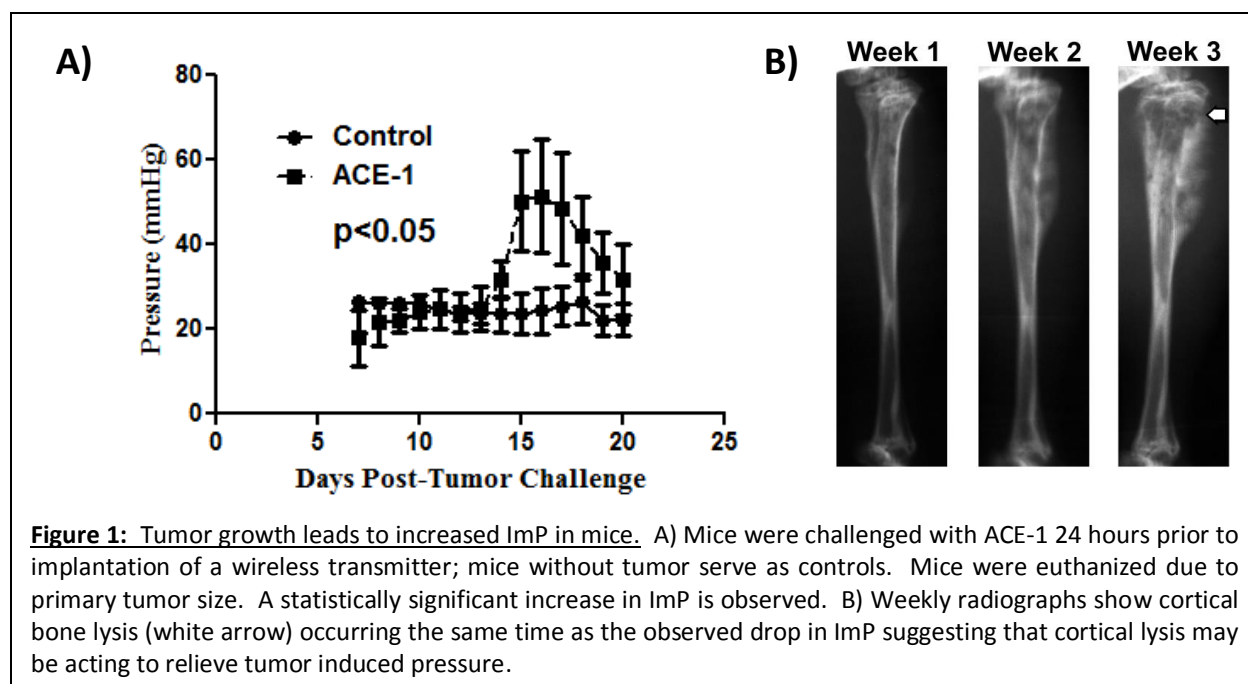 A)
B)
Week 1 Week 2 Week 3
80
60
40
20
0
Pressure (mmHg)
Control
ACE-1
p<0.05
0 5 10 15 20 25
Days Post-Tumor Challenge
Figure 1: Tumor growth leads to increased ImP in mice. A) Mice were challenged with ACE-1 24 hours prior to
implantation of a wireless transmitter; mice without tumor serve as controls. Mice were euthanized due to
primary tumor size. A statistically significant increase in ImP is observed. B) Weekly radiographs show cortical
bone lysis (white arrow) occurring the same time as the observed drop in ImP suggesting that cortical lysis may
be acting to relieve tumor induced pressure.